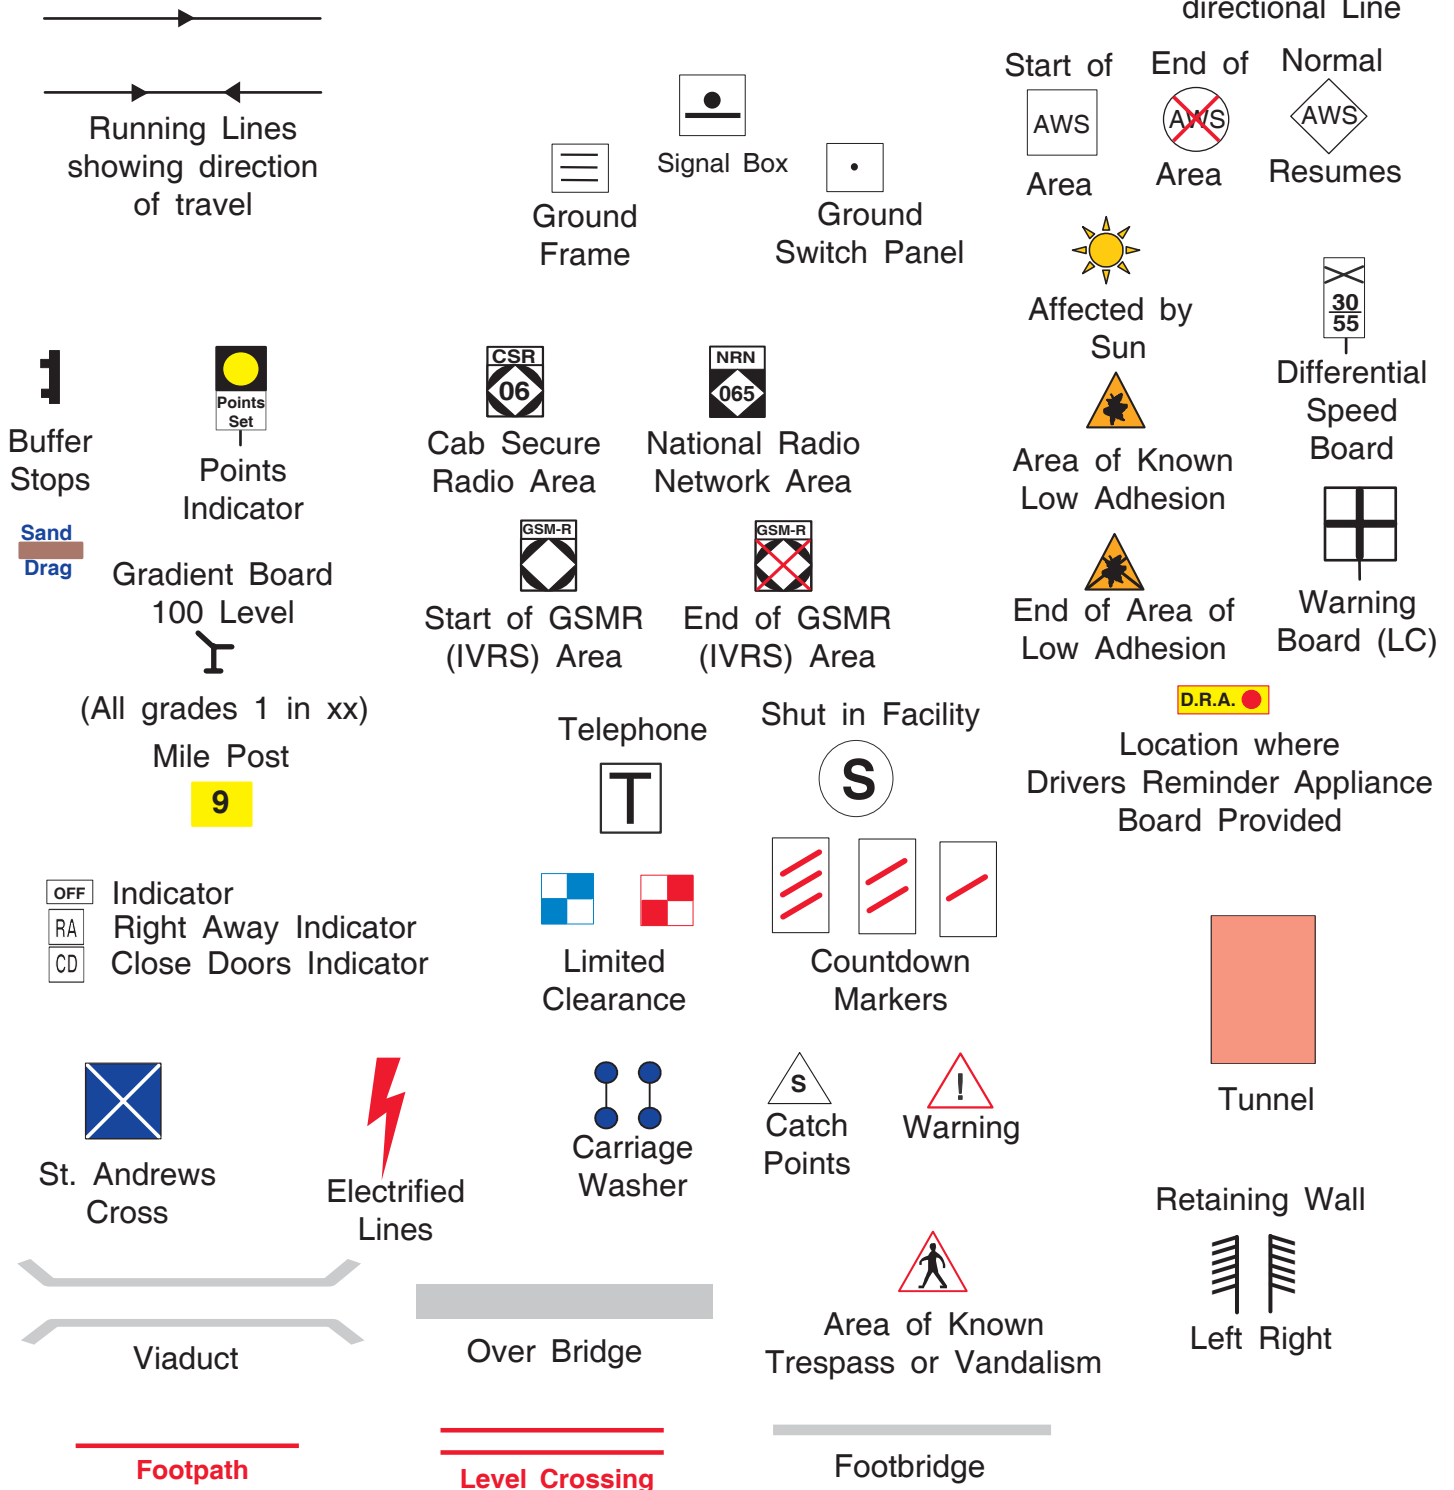 directional Line
Running Lines
showing direction
of travel
Signal Box
Ground
Frame
Ground
Switch Panel
Start of
AWS
Area
End of
AWS
Area
Normal
AWS
Resumes
Affected by
Sun
30
55
Differential
Speed
Board
Buffer
Stops
Points
Set
Points
Indicator
CSR
06
Cab Secure
Radio Area
NRN
065
National Radio
Network Area
Area of Known
Low Adhesion
Sand
Drag
Gradient Board
100 Level
(All grades 1 in xx)
GSM-R
Start of GSMR
(IVRS) Area
GSM-R
End of GSMR
(IVRS) Area
End of Area of
Low Adhesion
Warning
Board (LC)
Mile Post
9
Telephone
T
Shut in Facility
S
D.R.A.
Location where
Drivers Reminder Appliance
Board Provided
OFF Indicator
RA Right Away Indicator
CD Close Doors Indicator
Limited
Clearance
Countdown
Markers
Tunnel
St. Andrews
Cross
Electrified
Lines
Carriage
Washer
S
Catch
Points
!
Warning
Retaining Wall
Left Right
Viaduct
Over Bridge
Area of Known
Trespass or Vandalism
Footpath
Level Crossing
Footbridge